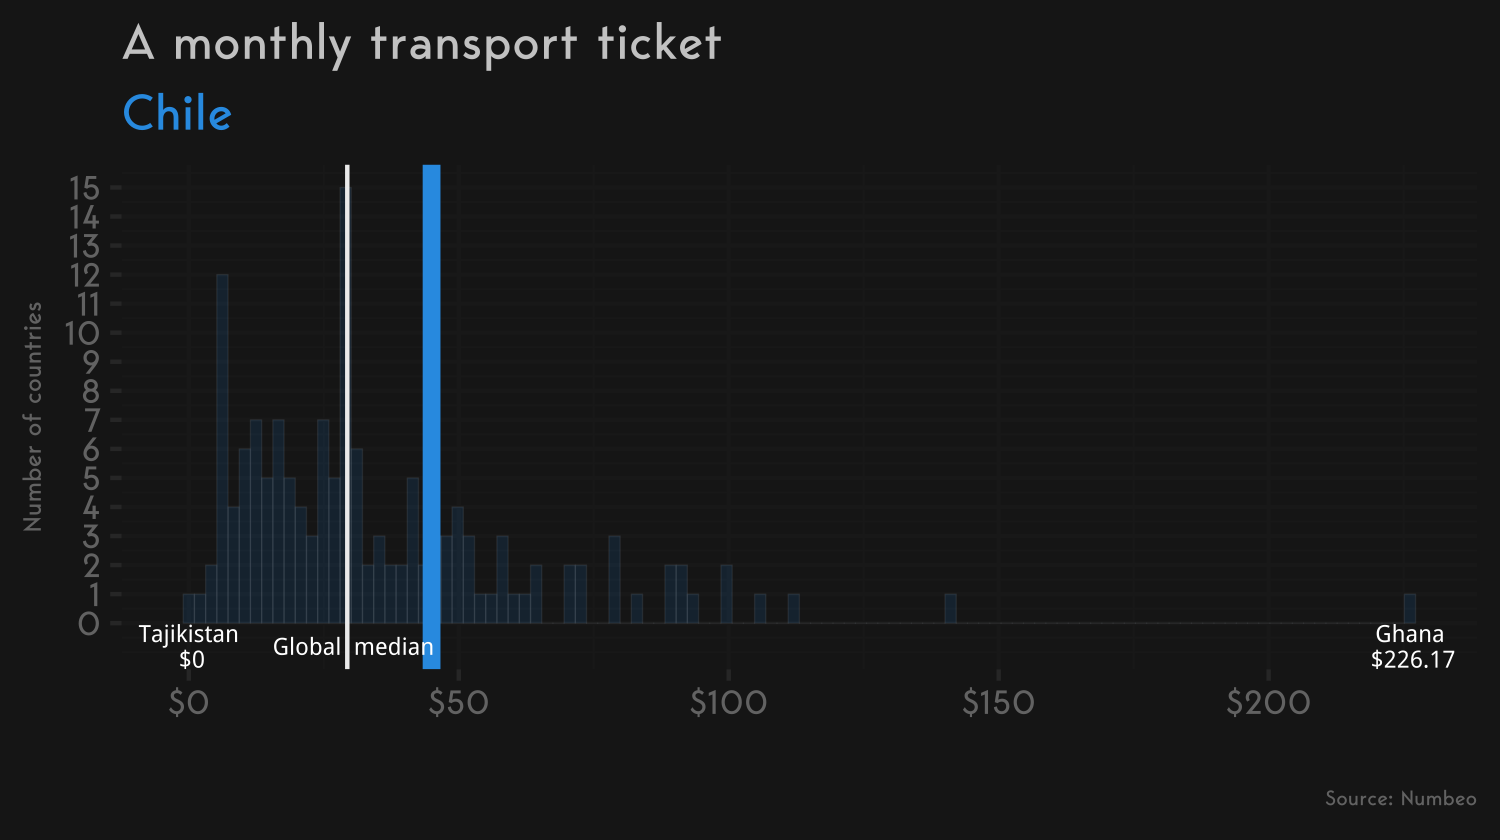 A monthly transport ticket
Chile
Number of countries
15
14
13
12
11
10
9
8
7
6
5
4
3
2
1
0
Tajikistan
$0
Global median
Ghana
$226.17
$0 $50 $100 $150 $200
Source: Numbeo